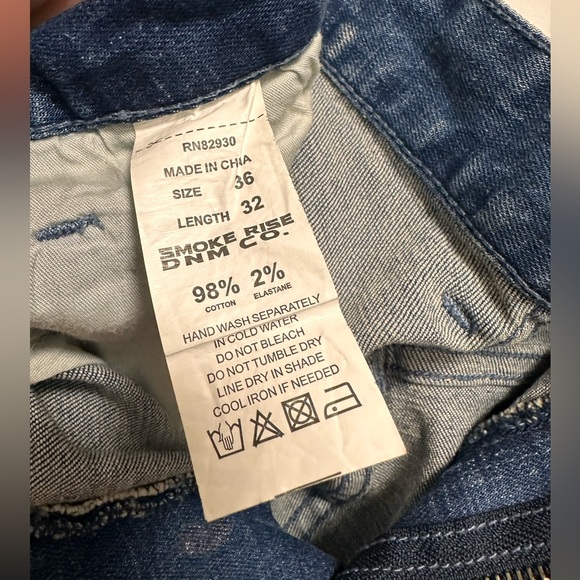 RN82930
MADE IN CHIA
SIZE 36
LENGTH 32
SMOKE RISE
DNM CO.
98% 2%
COTTON ELASTANE
HAND WASH SEPARATELY
IN COLD WATER
DO NOT BLEACH
DO NOT TUMBLE DRY
LINE DRY IN SHADE
COOL IRON IF NEEDED